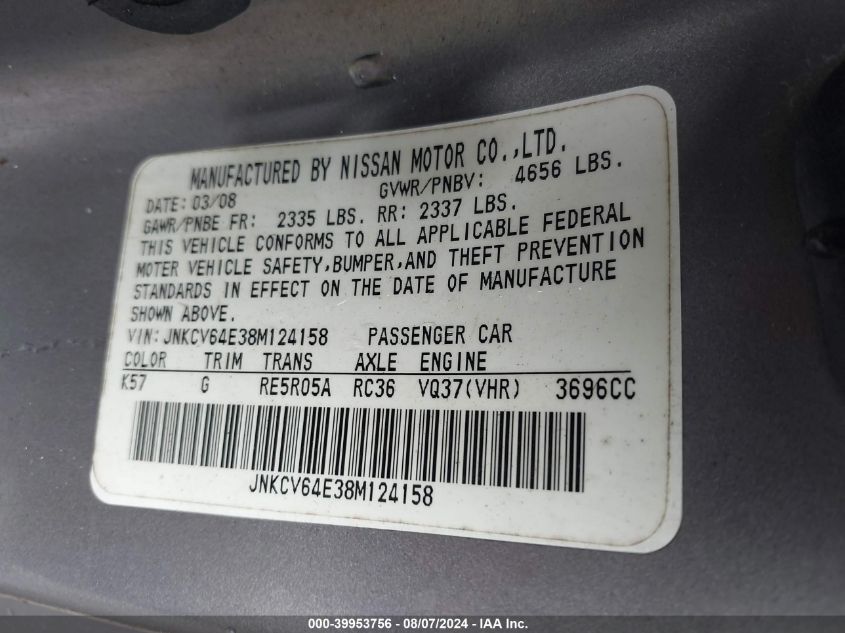 MANUFACTURED BY NISSAN MOTOR CO.,LTD.
DATE: 03/08 GVWR/PNBV: 4656 LBS.
GAWR/PNBE FR: 2335 LBS. RR: 2337 LBS.
THIS VEHICLE CONFORMS TO ALL APPLICABLE FEDERAL
MOTER VEHICLE SAFETY,BUMPER,AND THEFT PREVENTION
STANDARDS IN EFFECT ON THE DATE OF MANUFACTURE
SHOWN ABOVE.
VIN:JNKCV64E38M124158 PASSENGER CAR
COLOR TRIM TRANS AXLE ENGINE
K57 G RE5R05A RC36 VQ37(VHR) 3696CC
JNKCV64E38M124158
000-39953756 — 08/07/2024 — IAA Inc.